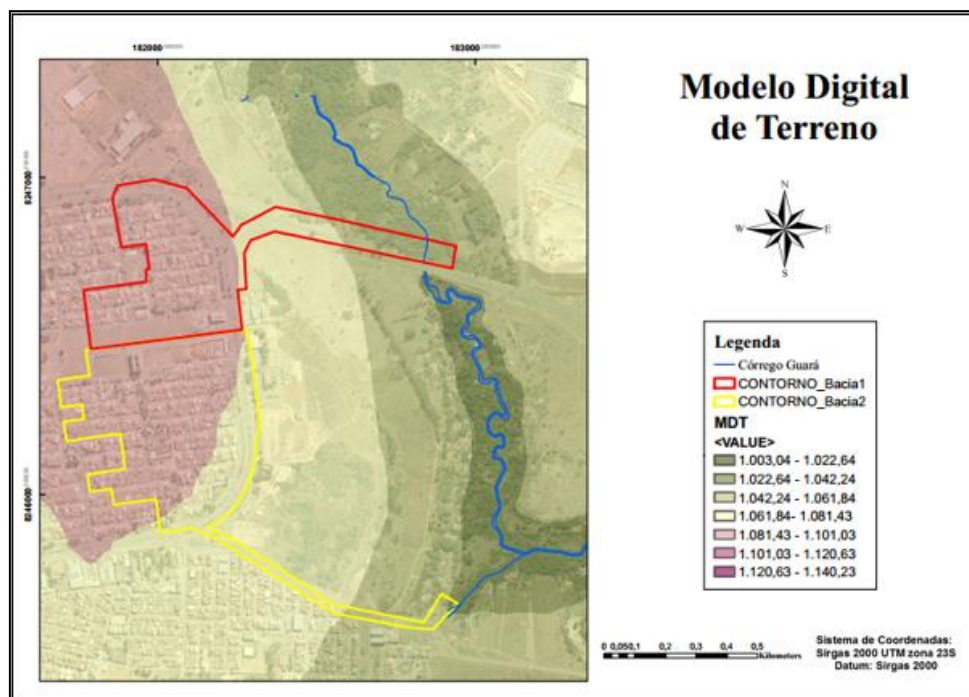 182000
183000
8247000
8246000
Modelo Digital
de Terreno
N
W
E
S
Legenda
Córrego Guará
CONTORNO_Bacia1
CONTORNO_Bacia2
MDT
<VALUE>
1.003,04 - 1.022,64
1.022,64 - 1.042,24
1.042,24 - 1.061,84
1.061,84- 1.081,43
1.081,43 - 1.101,03
1.101,03 - 1.120,63
1.120,63 - 1.140,23
0 0,050,1 0,2 0,3 0,4 0,5
Kilometers
Sistema de Coordenadas:
Sirgas 2000 UTM zona 23S
Datum: Sirgas 2000